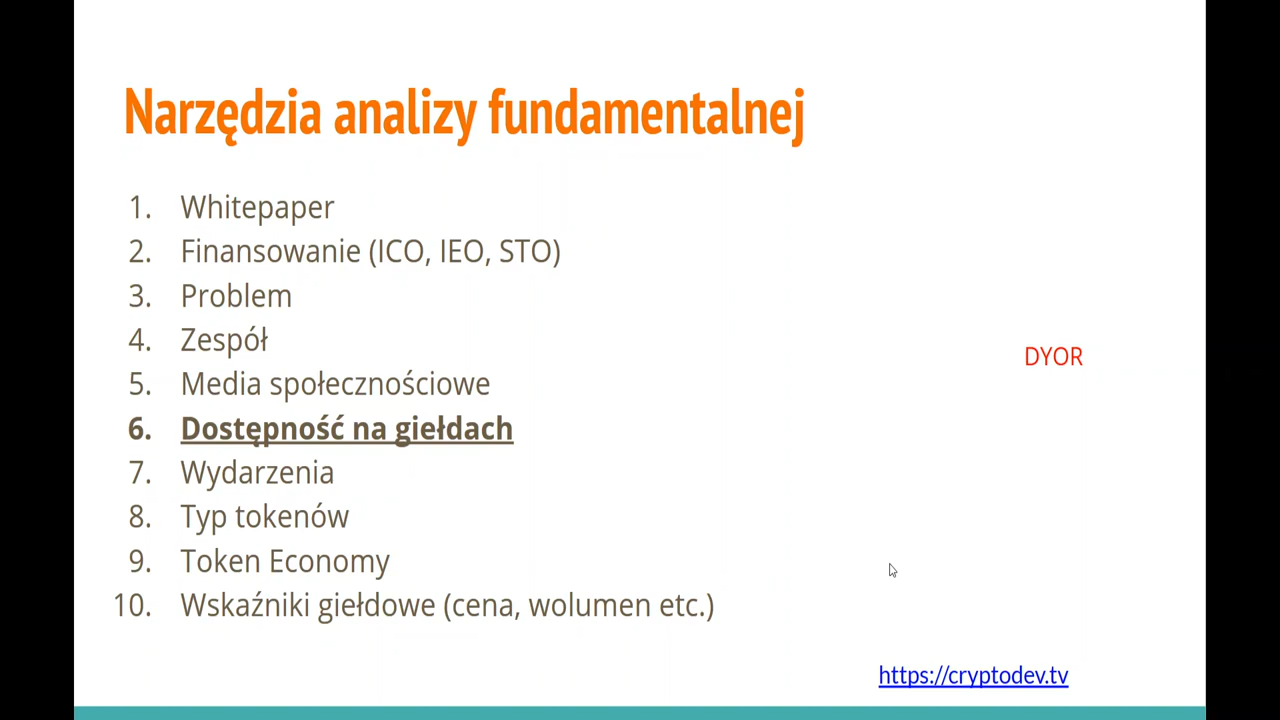 Narzędzia analizy fundamentalnej
1. Whitepaper
2. Finansowanie (ICO, IEO, STO)
3. Problem
4. Zespół
5. Media społecznościowe
6. Dostępność na giełdach
7. Wydarzenia
8. Typ tokenów
9. Token Economy
10. Wskaźniki giełdowe (cena, wolumen etc.)
DYOR
https://cryptodev.tv